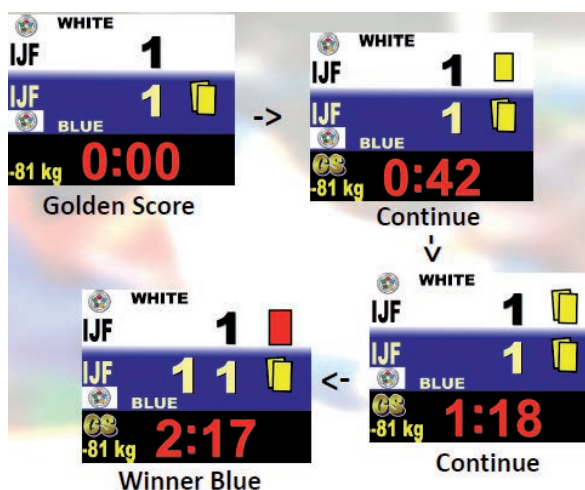 WHITE
IJF 1
IJF 1
BLUE
-81 kg 0:00
Golden Score
->
WHITE
IJF 1
IJF 1
BLUE
GS
-81 kg 0:42
Continue
->
WHITE
IJF 1
IJF 1
BLUE
GS
-81 kg 1:18
Continue
<-
WHITE
IJF 1
IJF 1 1
BLUE
GS
-81 kg 2:17
Winner Blue